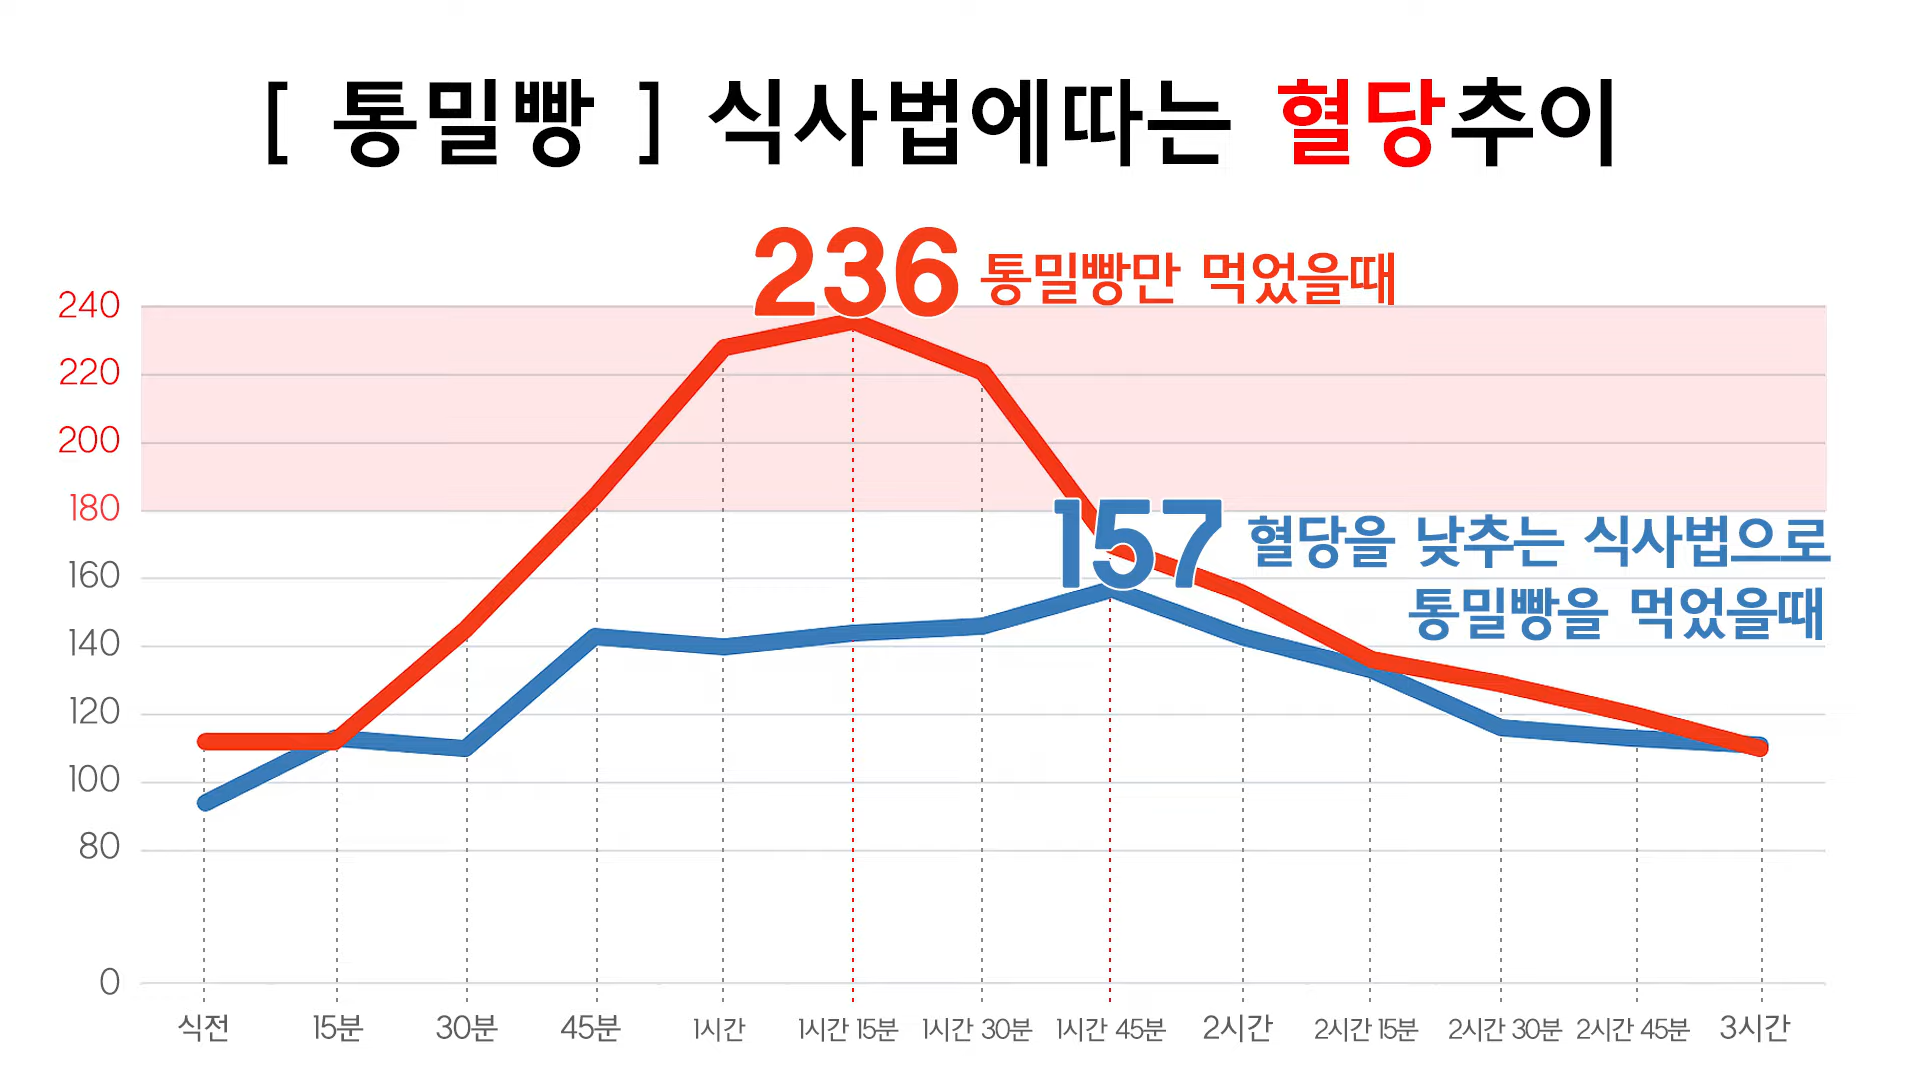 [ 통밀빵 ] 식사법에따는 혈당추이
236 통밀빵만 먹었을때
157 혈당을 낮추는 식사법으로
통밀빵을 먹었을때
240
220
200
180
160
140
120
100
80
0
식전 15분 30분 45분 1시간 1시간 15분 1시간 30분 1시간 45분 2시간 2시간 15분 2시간 30분 2시간 45분 3시간